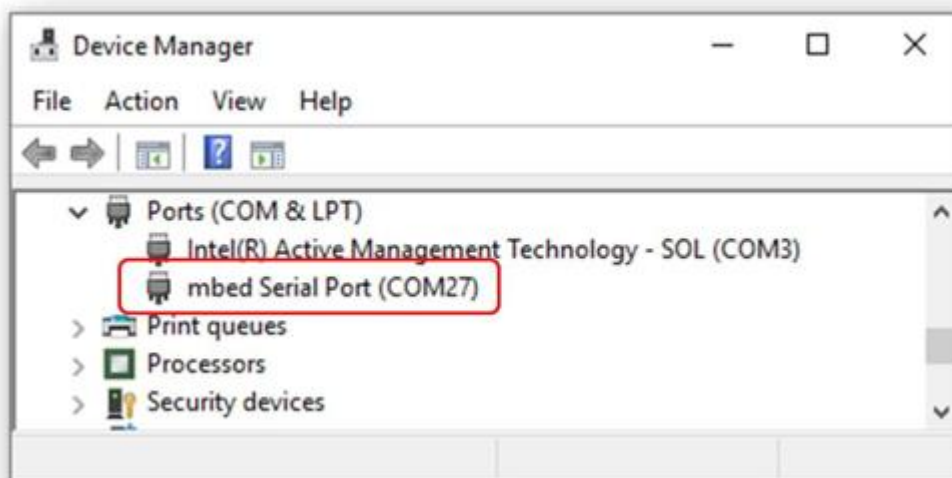 Device Manager
File Action View Help
Ports (COM & LPT)
Intel(R) Active Management Technology - SOL (COM3)
mbed Serial Port (COM27)
Print queues
Processors
Security devices